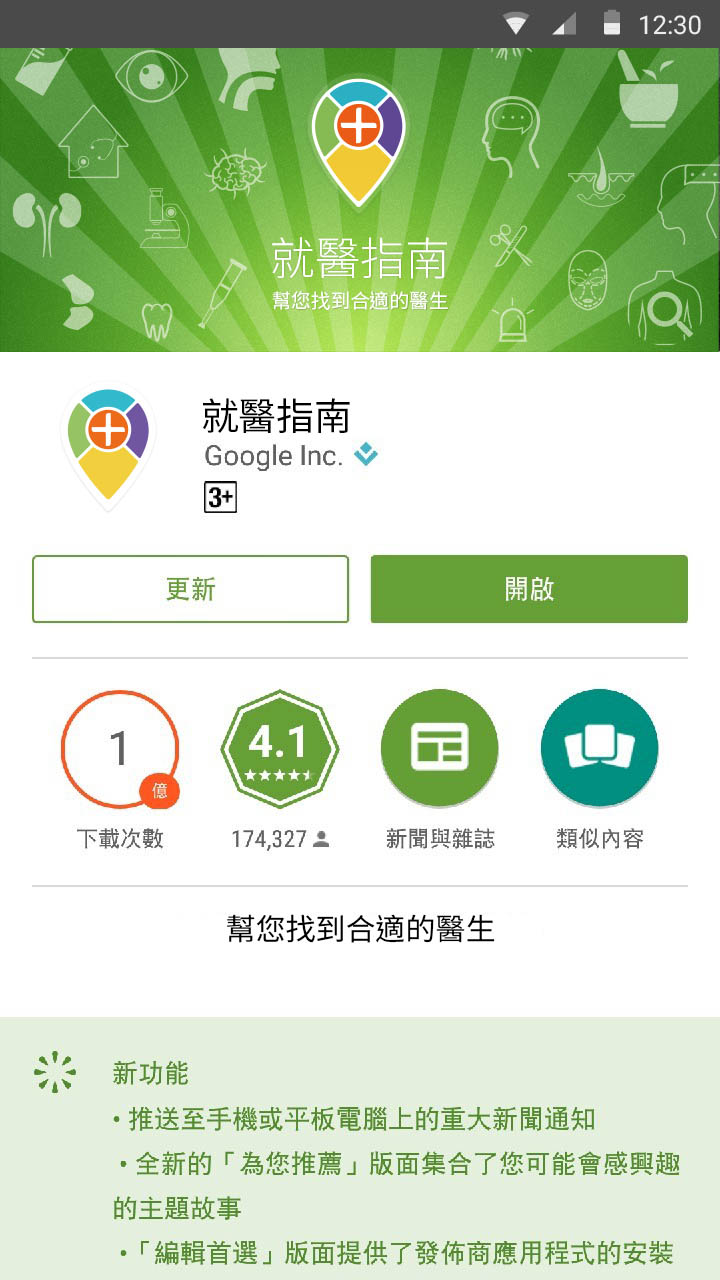 12:30
就醫指南
幫您找到合適的醫生
就醫指南
Google Inc.
3+
更新
開啟
1
億
下載次數
4.1
174,327
新聞與雜誌
類似內容
幫您找到合適的醫生
新功能
• 推送至手機或平板電腦上的重大新聞通知
• 全新的「為您推薦」版面集合了您可能會感興趣
的主題故事
•「編輯首選」版面提供了發佈商應用程式的安裝